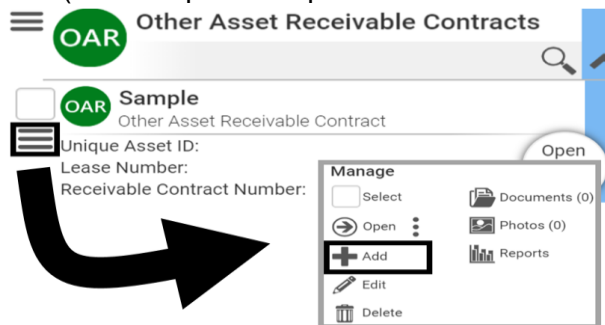 OAR Other Asset Receivable Contracts
OAR Sample
Other Asset Receivable Contract
Unique Asset ID:
Lease Number:
Receivable Contract Number:
Open
Manage
Select
Documents (0)
Open
Photos (0)
Add
Reports
Edit
Delete